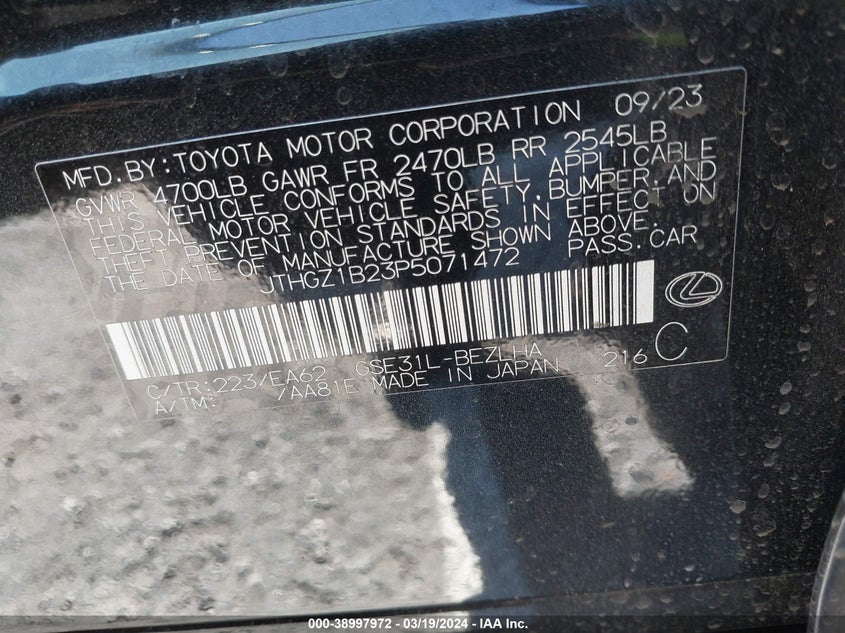 MFD.BY:TOYOTA MOTOR CORPORATION 09/23
GVWR 4700LB GAWR FR 2470LB RR 2545LB
THIS VEHICLE CONFORMS TO ALL APPLICABLE
FEDERAL MOTOR VEHICLE SAFETY,BUMPER,AND
THEFT PREVENTION STANDARDS IN EFFECT ON
THE DATE OF MANUFACTURE SHOWN ABOVE.
JTHGZ1B23P5071472 PASS.CAR
C/TR:223/EA62 GSE31L-BEZLHA 216 C
A/TM: /AA81E MADE IN JAPAN
000-38997972 — 03/19/2024 — IAA Inc.